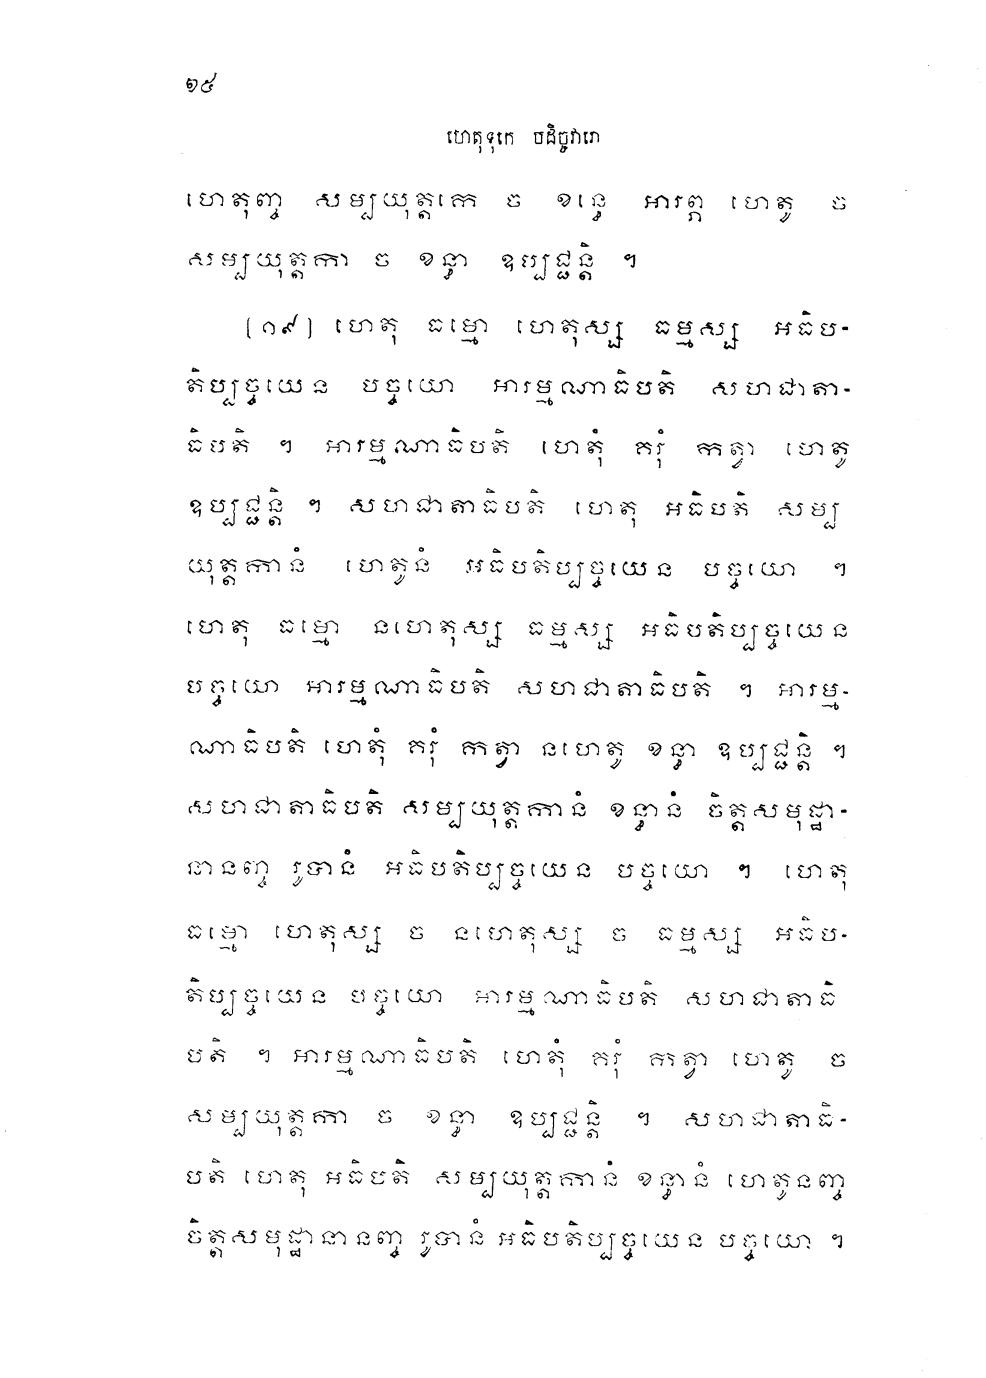 ១៥
ហេតុទុកេ បដិច្ចវារោ
ហេតុញ្ច សម្បយុត្តកេ ច ខន្ធេ អារព្ភ ហេតូ ច
សម្បយុត្តកា ច ខន្ធា ឧប្បជ្ជន្តិ ។
(១៩) ហេតុ ធម្មោ ហេតុស្ស ធម្មស្ស អធិប-
តិប្បច្ចយេន បច្ចយោ អារម្មណាធិបតិ សហជាតា-
ធិបតិ ។ អារម្មណាធិបតិ ហេតុំ គរុំ កត្វា ហេតូ
ឧប្បជ្ជន្តិ ។ សហជាតាធិបតិ ហេតុ អធិបតិ សម្ប
យុត្តកានំ ហេតូនំ អធិបតិប្បច្ចយេន បច្ចយោ ។
ហេតុ ធម្មោ នហេតុស្ស ធម្មស្ស អធិបតិប្បច្ចយេន
បច្ចយោ អារម្មណាធិបតិ សហជាតាធិបតិ ។ អារម្ម-
ណាធិបតិ ហេតុំ គរុំ កត្វា នហេតូ ខន្ធា ឧប្បជ្ជន្តិ ។
សហជាតាធិបតិ សម្បយុត្តកានំ ខន្ធានំ ចិត្តសមុដ្ឋា-
នានញ្ច រូបានំ អធិបតិប្បច្ចយេន បច្ចយោ ។ ហេតុ
ធម្មោ ហេតុស្ស ច នហេតុស្ស ច ធម្មស្ស អធិប-
តិប្បច្ចយេន បច្ចយោ អារម្មណាធិបតិ សហជាតាធិ
បតិ ។ អារម្មណាធិបតិ ហេតុំ គរុំ កត្វា ហេតូ ច
សម្បយុត្តកា ច ខន្ធា ឧប្បជ្ជន្តិ ។ សហជាតាធិ-
បតិ ហេតុ អធិបតិ សម្បយុត្តកានំ ខន្ធានំ ហេតូនញ្ច
ចិត្តសមុដ្ឋានានញ្ច រូបានំ អធិបតិប្បច្ចយេន បច្ចយោ ។